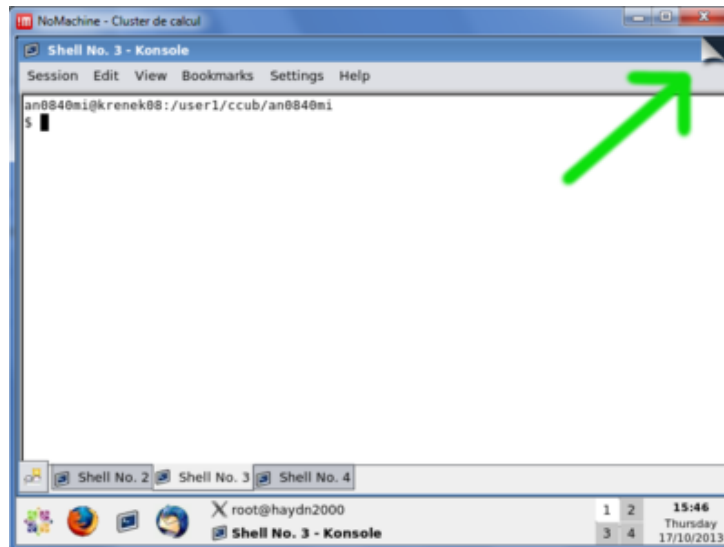 NoMachine - Cluster de calcul
Shell No. 3 - Konsole
Session Edit View Bookmarks Settings Help
an0840mi@krenek08:/user1/ccub/an0840mi
$
Shell No. 2 Shell No. 3 Shell No. 4
root@haydn2000
Shell No. 3 - Konsole
1 2
3 4
15:46
Thursday
17/10/2013